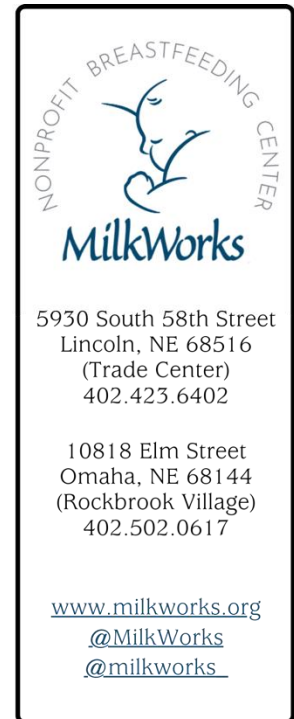 NONPROFIT BREASTFEEDING CENTER
MilkWorks
5930 South 58th Street
Lincoln, NE 68516
(Trade Center)
402.423.6402
10818 Elm Street
Omaha, NE 68144
(Rockbrook Village)
402.502.0617
www.milkworks.org
@MilkWorks
@milkworks_